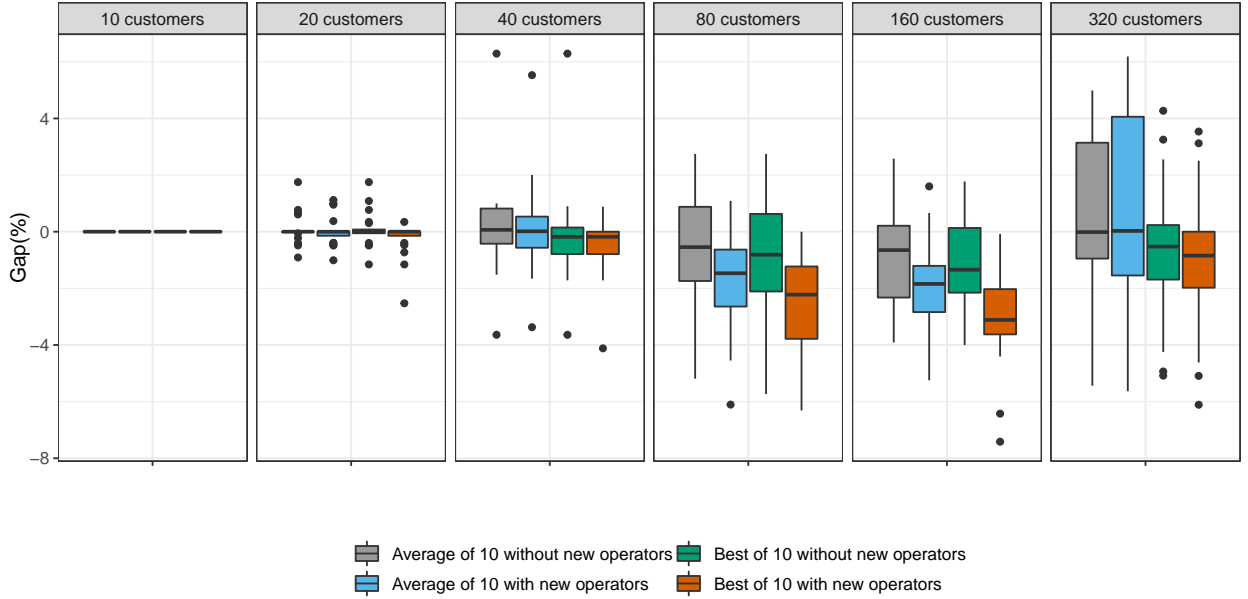 10 customers 20 customers 40 customers 80 customers 160 customers 320 customers
4
0
−4
−8
Gap(%)
Average of 10 without new operators Best of 10 without new operators
Average of 10 with new operators Best of 10 with new operators